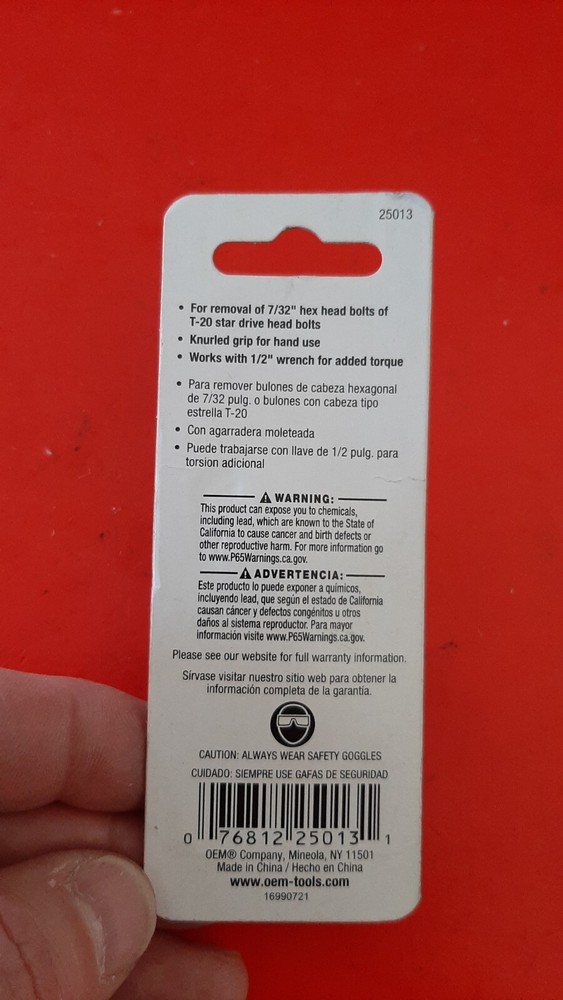 25013
• For removal of 7/32" hex head bolts of
T-20 star drive head bolts
• Knurled grip for hand use
• Works with 1/2" wrench for added torque
• Para remover bulones de cabeza hexagonal
de 7/32 pulg. o bulones con cabeza tipo
estrella T-20
• Con agarradera moleteada
• Puede trabajarse con llave de 1/2 pulg. para
torsion adicional
⚠ WARNING:
This product can expose you to chemicals,
including lead, which are known to the State of
California to cause cancer and birth defects or
other reproductive harm. For more information go
to www.P65Warnings.ca.gov.
⚠ ADVERTENCIA:
Este producto lo puede exponer a químicos,
incluyendo lead, que según el estado de California
causan cáncer y defectos congénitu u otros
daños al sistema reproductor. Para mayor
información visite www.P65Warnings.ca.gov.
Please see our website for full warranty information.
Sírvase visitar nuestro sitio web para obtener la
información completa de la garantía.
CAUTION: ALWAYS WEAR SAFETY GOGGLES
CUIDADO: SIEMPRE USE GAFAS DE SEGURIDAD
0 76812 25013 1
OEM® Company, Mineola, NY 11501
Made in China / Hecho en China
www.oem-tools.com
16990721